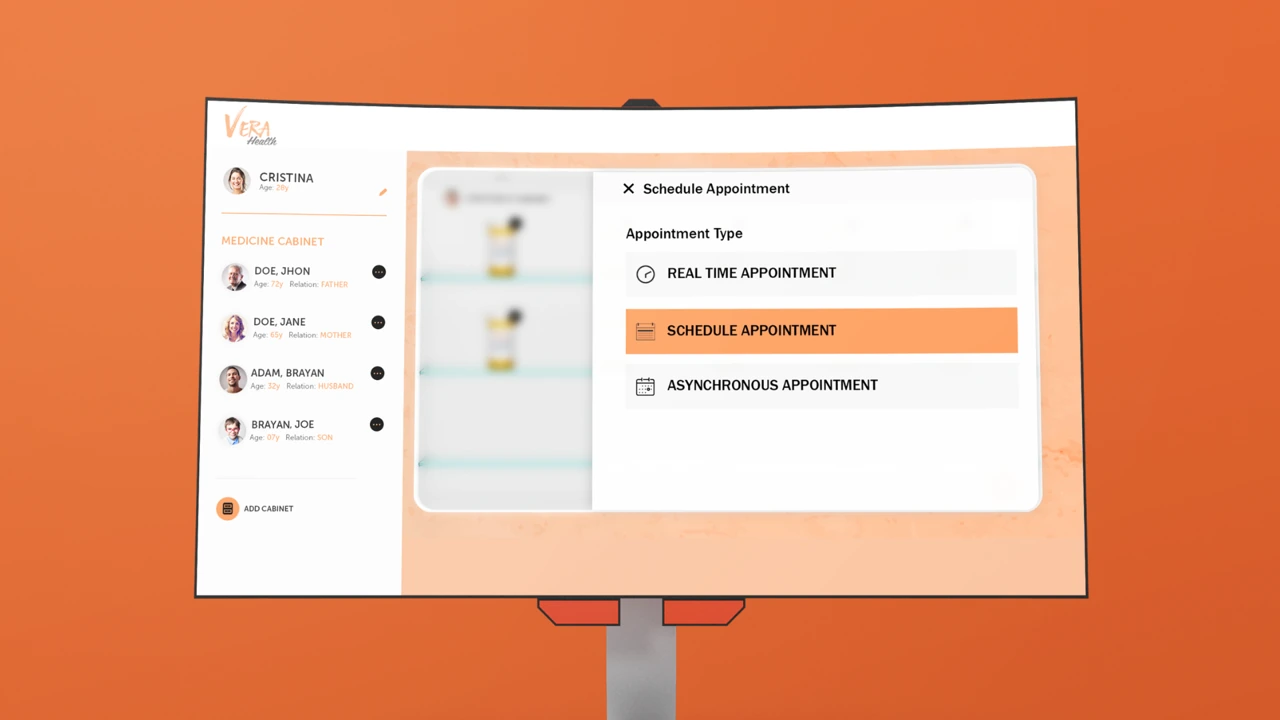 VERA
Health
CRISTINA
Age: 28y
MEDICINE CABINET
DOE, JHON
Age: 72y Relation: FATHER
DOE, JANE
Age: 65y Relation: MOTHER
ADAM, BRAYAN
Age: 32y Relation: HUSBAND
BRAYAN, JOE
Age: 07y Relation: SON
ADD CABINET
Schedule Appointment
Appointment Type
REAL TIME APPOINTMENT
SCHEDULE APPOINTMENT
ASYNCHRONOUS APPOINTMENT